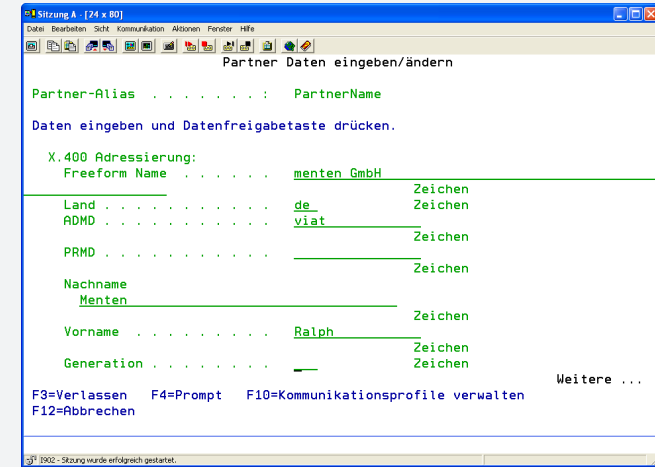 Sitzung A - [24 x 80]
Datei Bearbeiten Sicht Kommunikation Aktionen Fenster Hilfe
Partner Daten eingeben/ändern
Partner-Alias . . . . . . . : PartnerName
Daten eingeben und Datenfreigabetaste drücken.
X.400 Adressierung:
Freeform Name . . . . . . menten GmbH
Zeichen
Land . . . . . . . . . . . de Zeichen
ADMD . . . . . . . . . . . viat
Zeichen
PRMD . . . . . . . . . . .
Zeichen
Nachname
Menten
Zeichen
Vorname . . . . . . . . . Ralph
Zeichen
Generation . . . . . . . . Zeichen
Weitere ...
F3=Verlassen F4=Prompt F10=Kommunikationsprofile verwalten
F12=Abbrechen
I902 - Sitzung wurde erfolgreich gestartet.